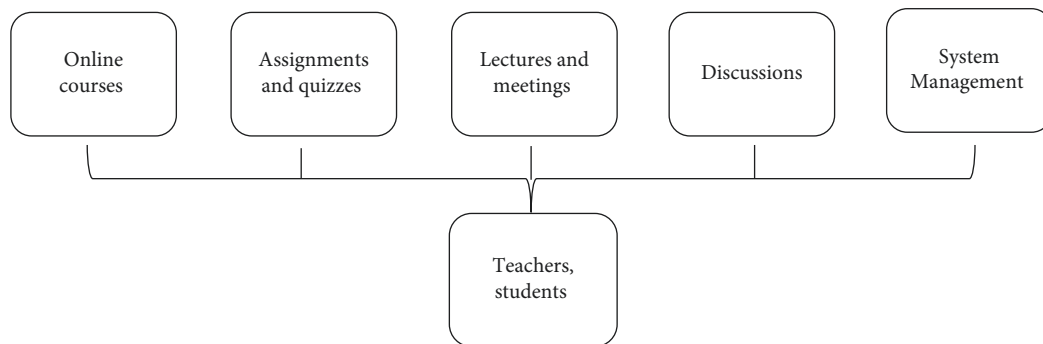 Online
courses
Assignments
and quizzes
Lectures and
meetings
Discussions
System
Management
Teachers,
students